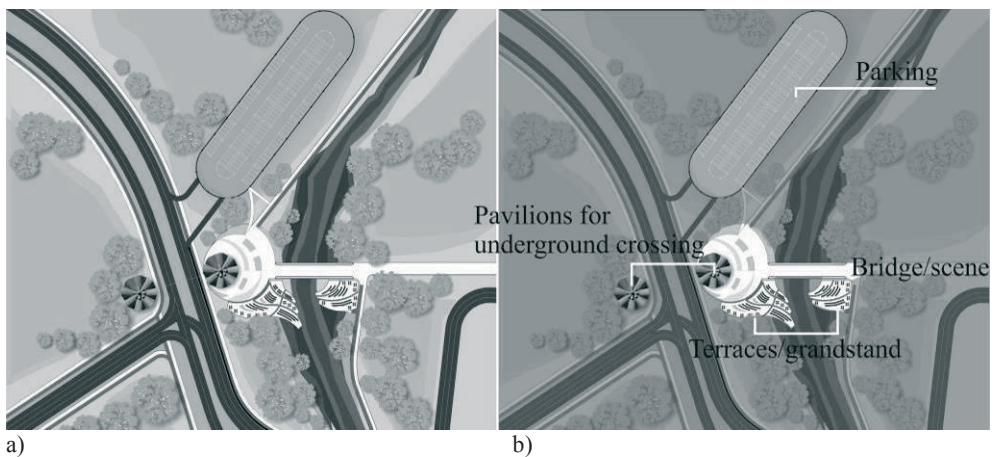 Parking
Pavilions for
underground crossing
Bridge/scene
Terraces/grandstand
a)
b)